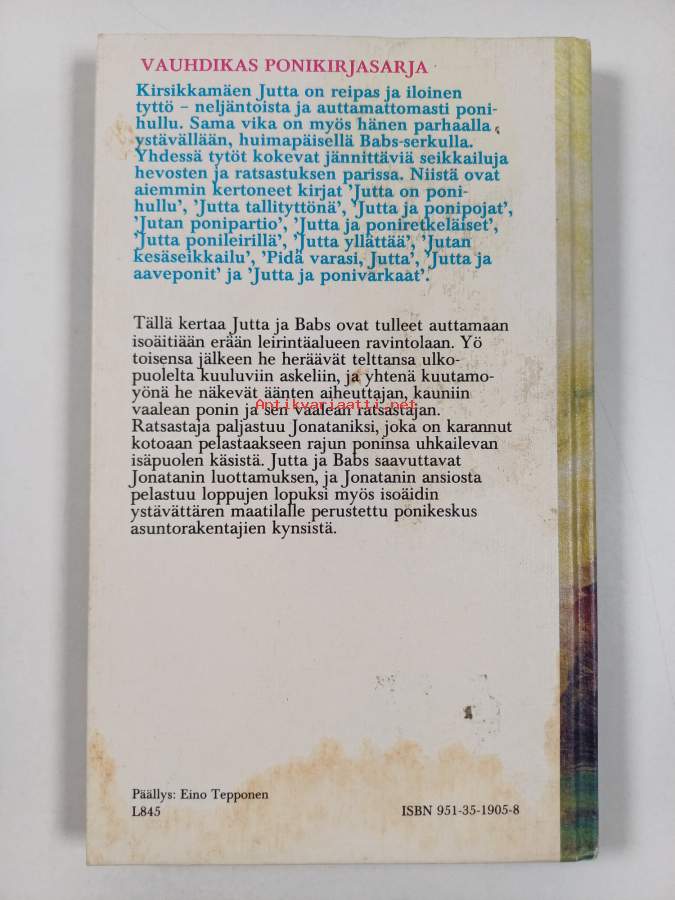 VAUHDIKAS PONIKIRJASARJA
Kirsikkamäen Jutta on reipas ja iloinen
tyttö – neljäntoista ja auttamattomasti poni-
hullu. Sama vika on myös hänen parhaalla
ystävällään, huimapäisellä Babs-serkulla.
Yhdessä tytöt kokevat jännittäviä seikkailuja
hevosten ja ratsastuksen parissa. Niistä ovat
aiemmin kertoneet kirjat 'Jutta on poni-
hullu', 'Jutta tallityttönä', 'Jutta ja ponipojat',
'Jutan ponipartio', 'Jutta ja poniretkeläiset',
'Jutta ponileirillä', 'Jutta yllättää', 'Jutan
kesäseikkailu', 'Pidä varasi, Jutta', 'Jutta ja
aaveponit' ja 'Jutta ja ponivarkaat'.
Tällä kertaa Jutta ja Babs ovat tulleet auttamaan
isoäitiään erään leirintäalueen ravintolaan. Yö
toisensa jälkeen he heräävät telttansa ulko-
puolelta kuuluviin askeliin, ja yhtenä kuutamo-
yönä he näkevät äänten aiheuttajan, kauniin
vaalean ponin ja sen vaalean ratsastajan.
Antikvariaatti.net
Ratsastaja paljastuu Jonataniksi, joka on karannut
kotoaan pelastaakseen rajun poninsa uhkailevan
isäpuolen käsistä. Jutta ja Babs saavuttavat
Jonatanin luottamuksen, ja Jonatanin ansiosta
pelastuu loppujen lopuksi myös isoäidin
ystävättären maatilalle perustettu ponikeskus
asuntorakentajien kynsistä.
Päällys: Eino Tepponen
L845
ISBN 951-35-1905-8